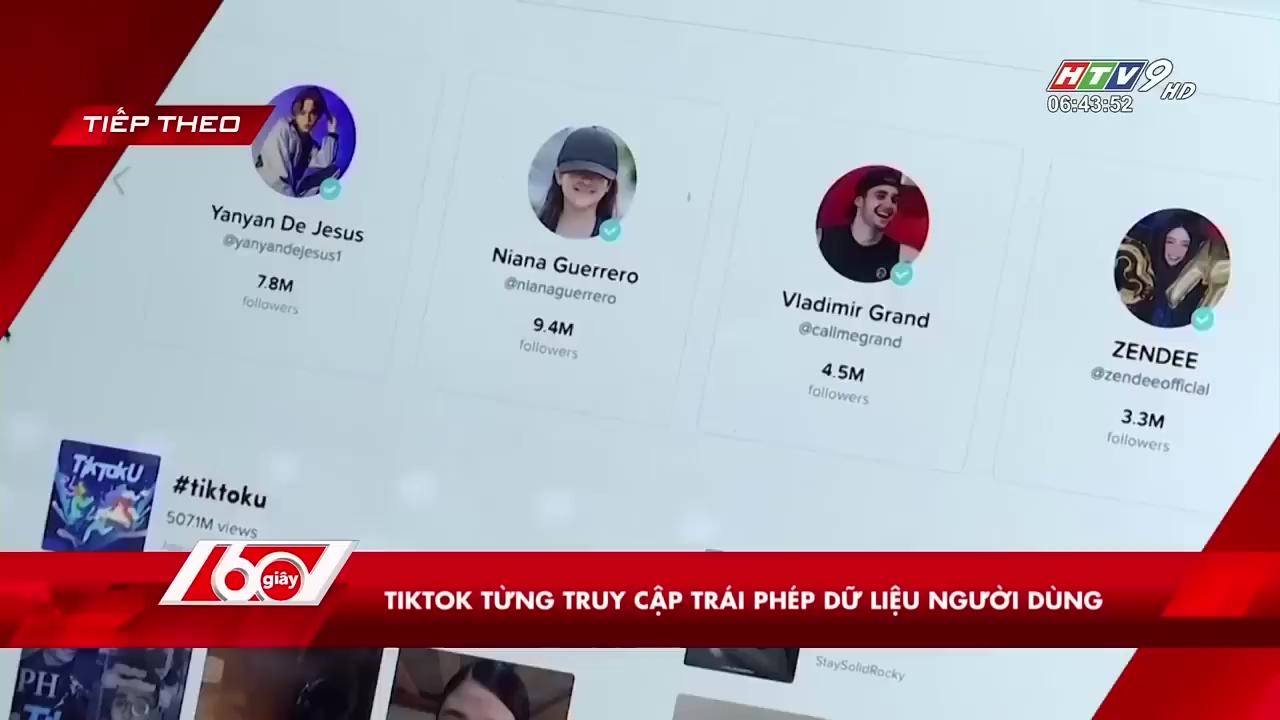 HTV9 HD
06:43:52
TIẾP THEO
Yanyan De Jesus
@yanyandejesus1
7.8M
followers
Niana Guerrero
@nianaguerrero
9.4M
followers
Vladimir Grand
@callmegrand
4.5M
followers
ZENDEE
@zendeeofficial
3.3M
followers
TikTokU
#tiktoku
507.1M views
60 giây
TIKTOK TỪNG TRUY CẬP TRÁI PHÉP DỮ LIỆU NGƯỜI DÙNG
PH
StaySolidRocky